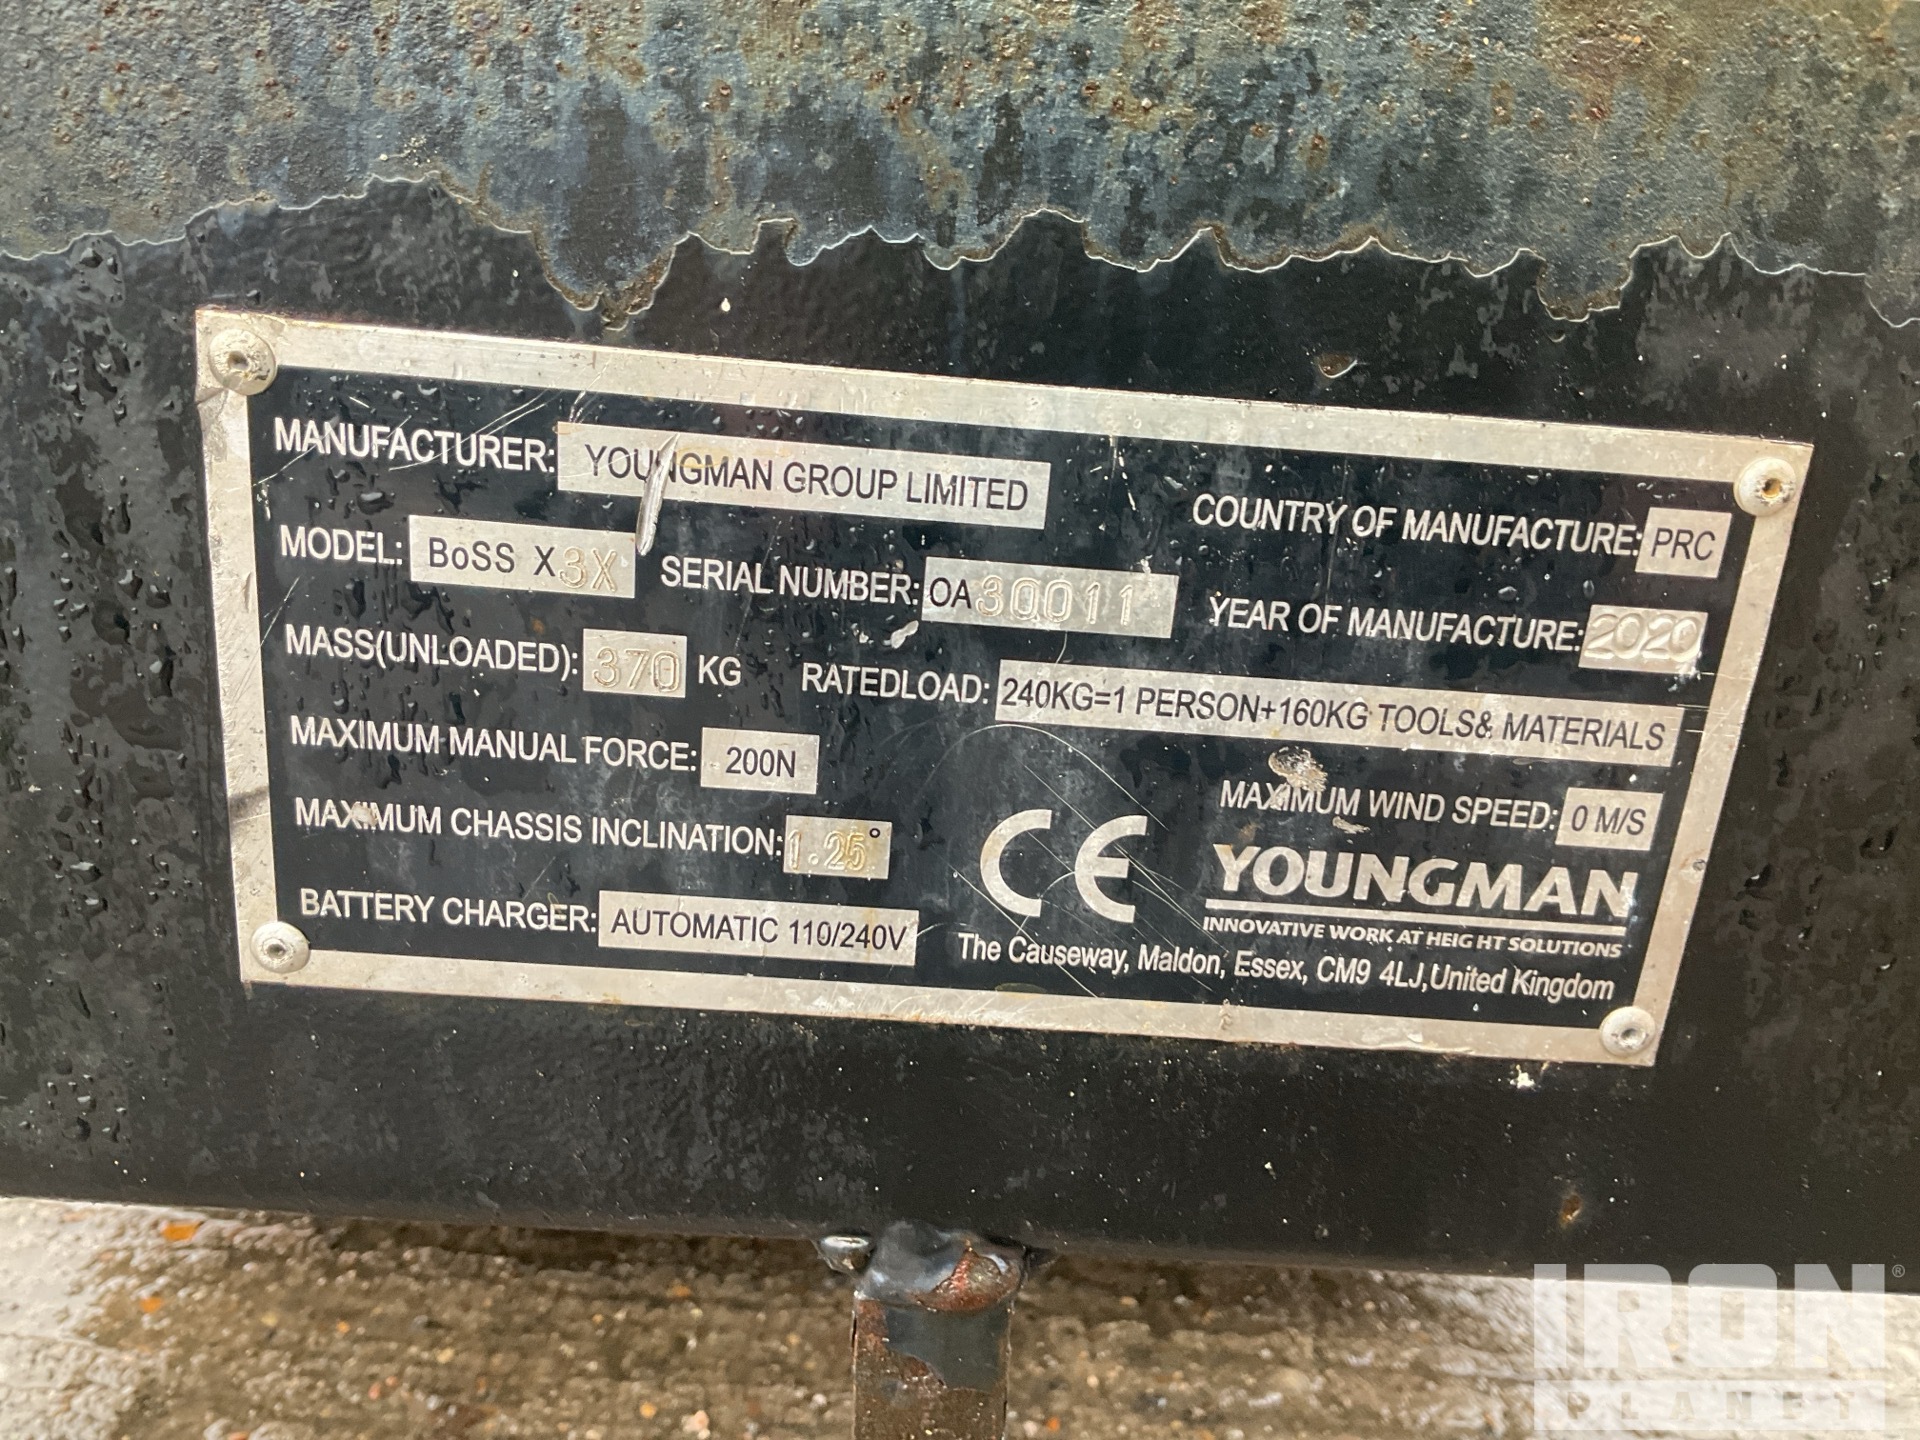 MANUFACTURER: YOUNGMAN GROUP LIMITED
COUNTRY OF MANUFACTURE: PRC
MODEL: BoSS X3X SERIAL NUMBER: OA30011
YEAR OF MANUFACTURE: 2020
MASS(UNLOADED): 370 KG
RATEDLOAD: 240KG=1 PERSON+160KG TOOLS& MATERIALS
MAXIMUM MANUAL FORCE: 200N
MAXIMUM WIND SPEED: 0 M/S
MAXIMUM CHASSIS INCLINATION: 1.25°
CE
YOUNGMAN
INNOVATIVE WORK AT HEIGHT SOLUTIONS
BATTERY CHARGER: AUTOMATIC 110/240V
The Causeway, Maldon, Essex, CM9 4LJ,United Kingdom
IRON®
PLANET